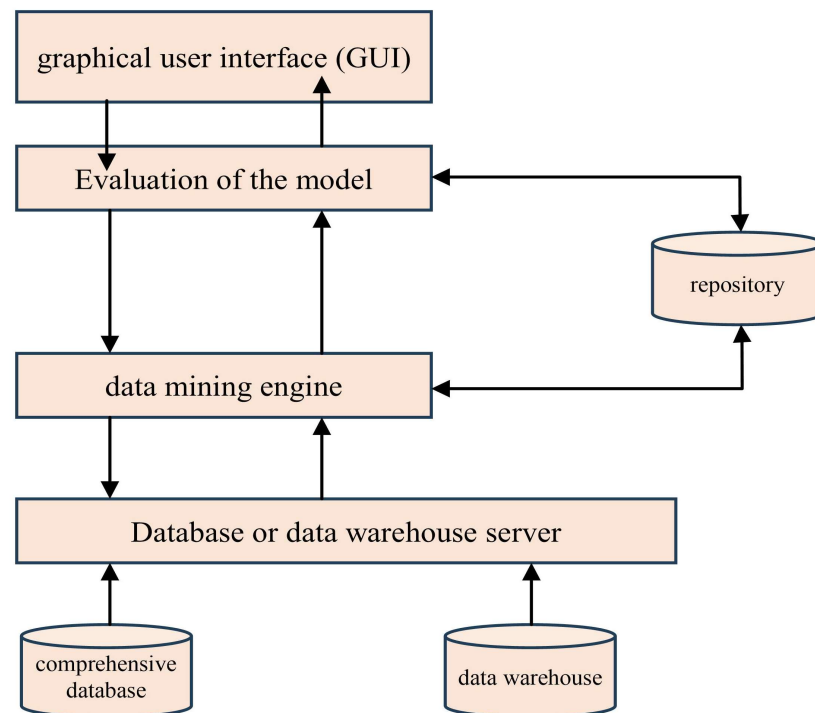 graphical user interface (GUI)
Evaluation of the model
repository
data mining engine
Database or data warehouse server
comprehensive
database
data warehouse